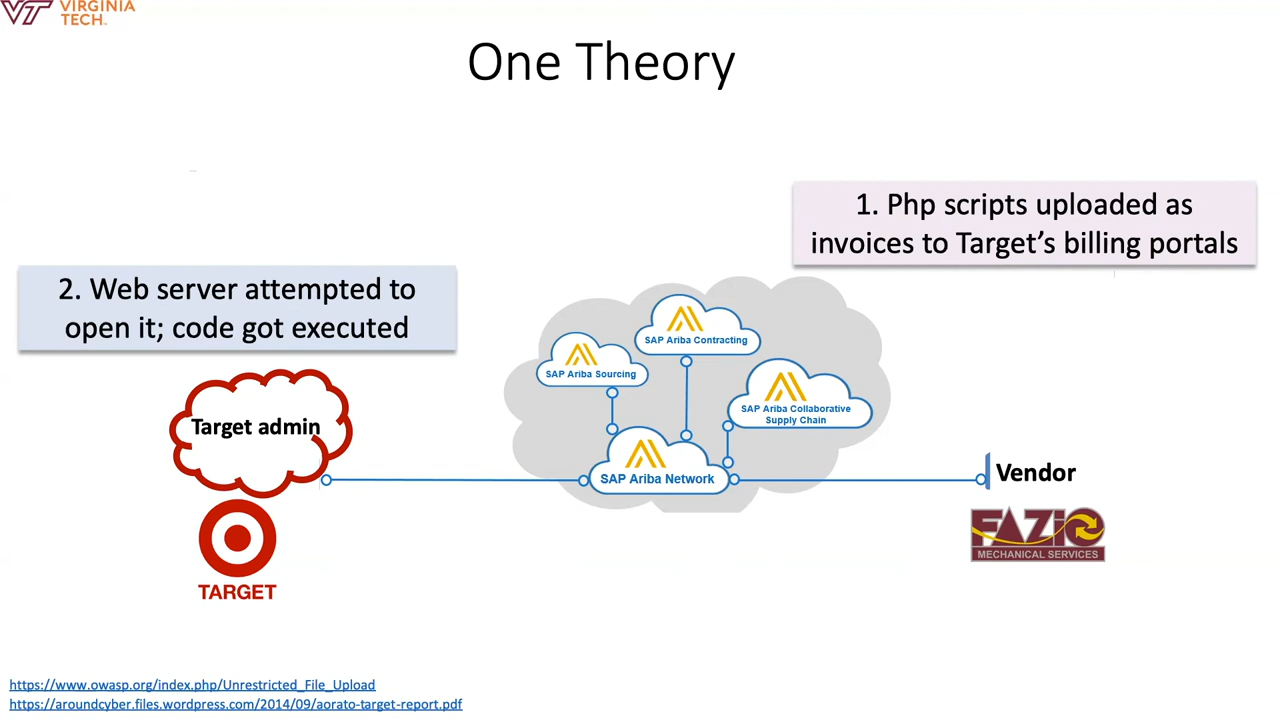 VIRGINIA
TECH
One Theory
1. Php scripts uploaded as
invoices to Target’s billing portals
2. Web server attempted to
open it; code got executed
SAP Ariba Contracting
SAP Ariba Sourcing
SAP Ariba Collaborative
Supply Chain
Target admin
SAP Ariba Network
Vendor
FAZIO
MECHANICAL SERVICES
TARGET
https://www.owasp.org/index.php/Unrestricted_File_Upload
https://aroundcyber.files.wordpress.com/2014/09/aorato-target-report.pdf